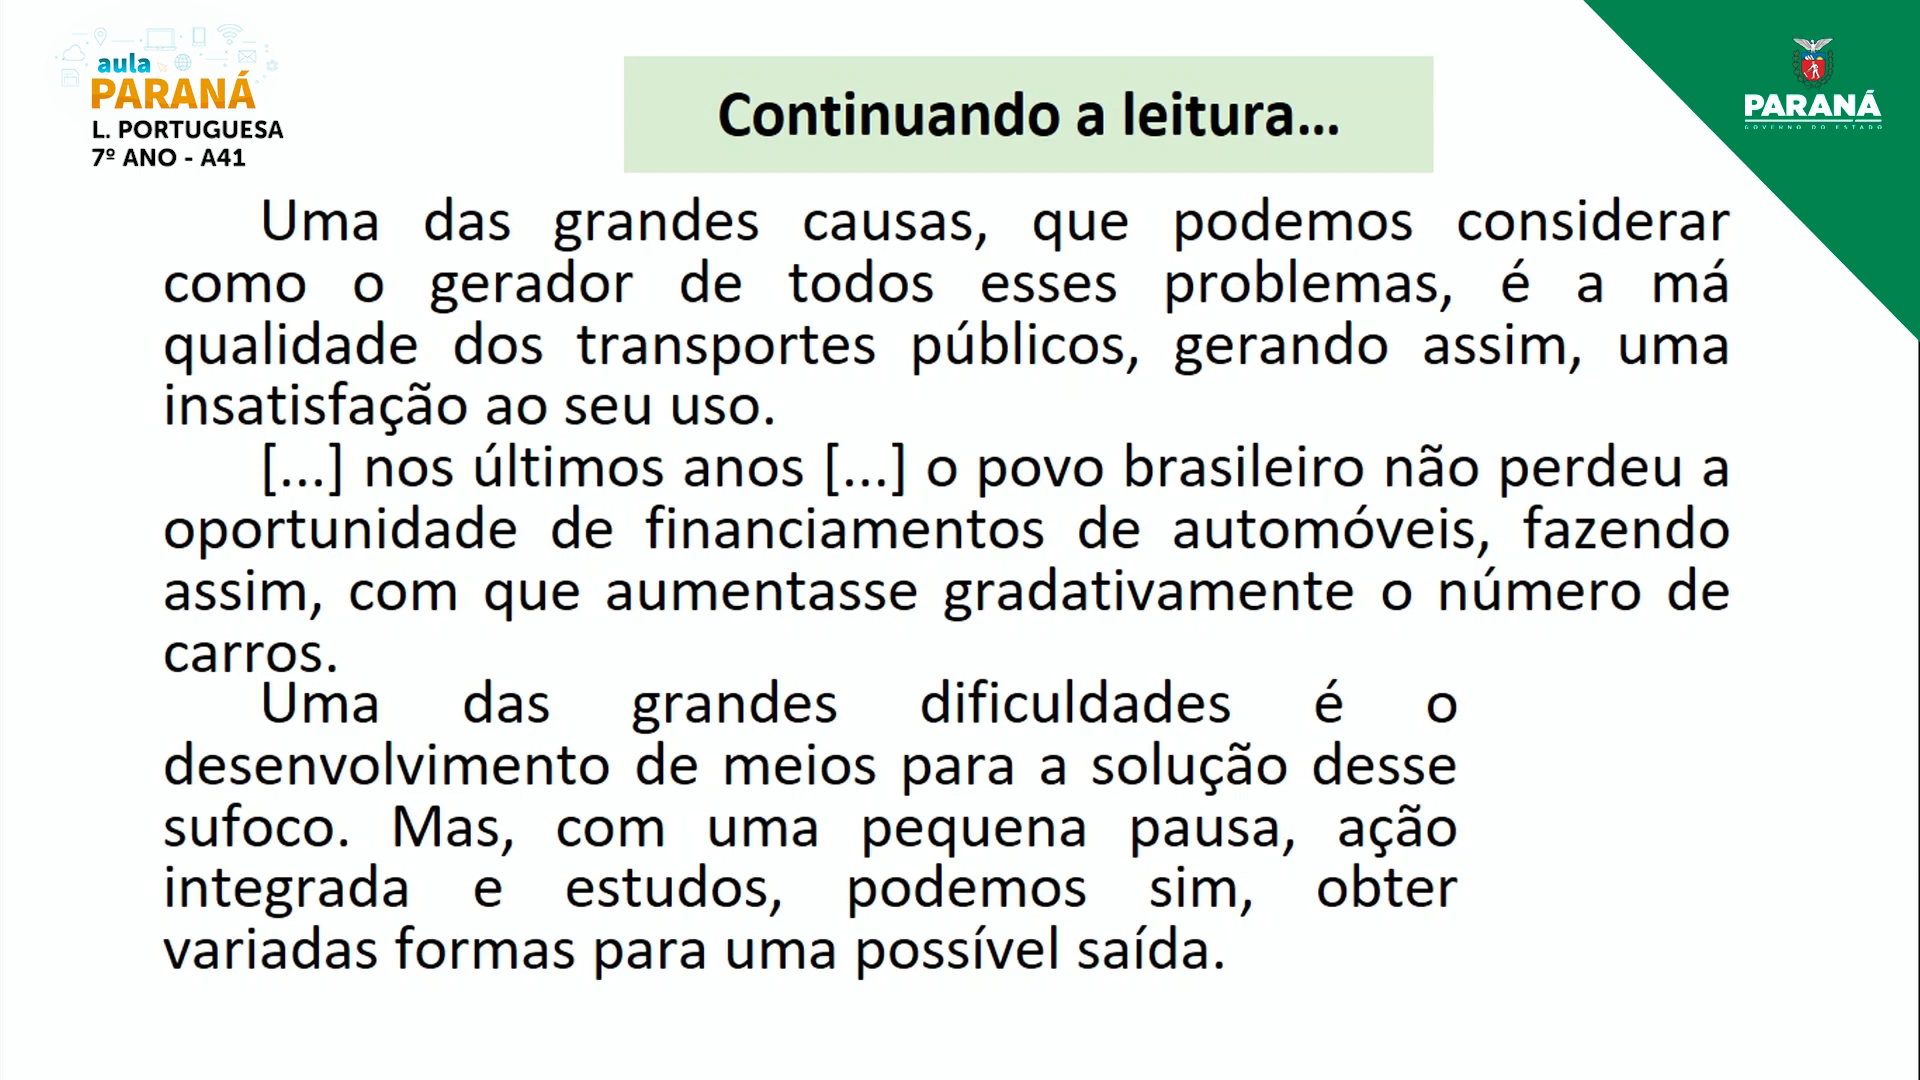 aula
PARANÁ
L. PORTUGUESA
7º ANO - A41
Continuando a leitura...
PARANÁ
GOVERNO DO ESTADO
Uma das grandes causas, que podemos considerar
como o gerador de todos esses problemas, é a má
qualidade dos transportes públicos, gerando assim, uma
insatisfação ao seu uso.
[...] nos últimos anos [...] o povo brasileiro não perdeu a
oportunidade de financiamentos de automóveis, fazendo
assim, com que aumentasse gradativamente o número de
carros.
Uma das grandes dificuldades é o
desenvolvimento de meios para a solução desse
sufoco. Mas, com uma pequena pausa, ação
integrada e estudos, podemos sim, obter
variadas formas para uma possível saída.